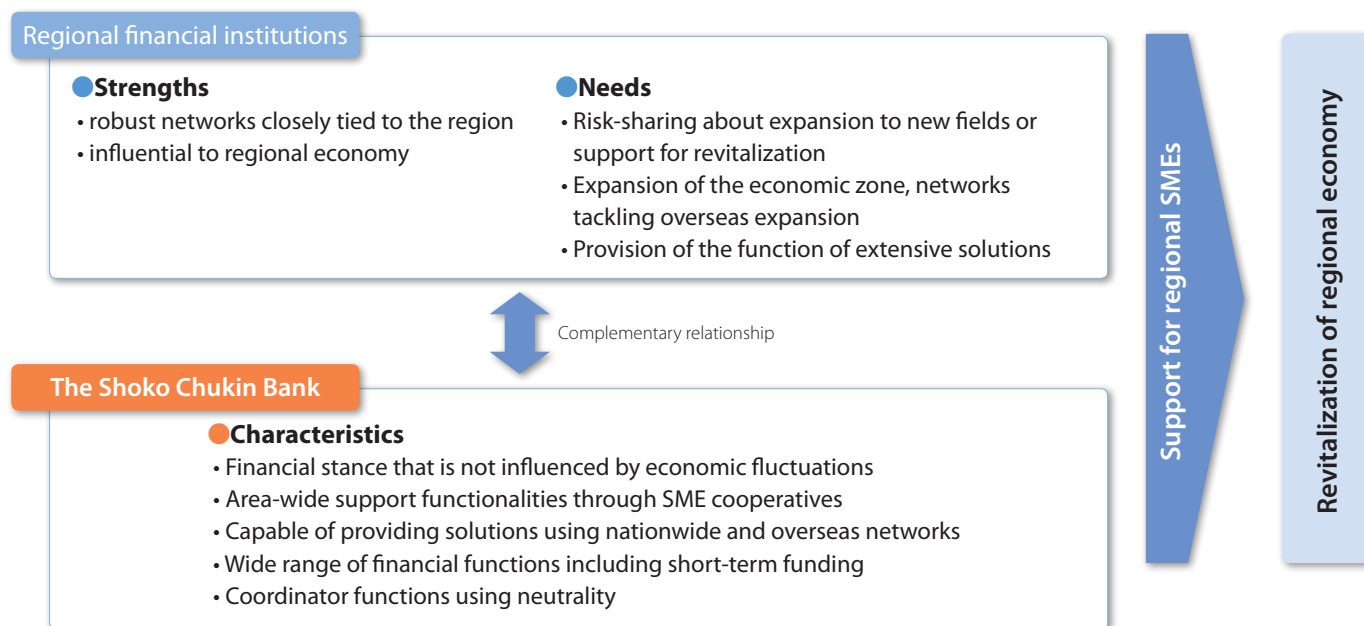 Regional financial institutions
Strengths
• robust networks closely tied to the region
• influential to regional economy
Needs
• Risk-sharing about expansion to new fields or
support for revitalization
• Expansion of the economic zone, networks
tackling overseas expansion
• Provision of the function of extensive solutions
Complementary relationship
The Shoko Chukin Bank
Characteristics
• Financial stance that is not influenced by economic fluctuations
• Area-wide support functionalities through SME cooperatives
• Capable of providing solutions using nationwide and overseas networks
• Wide range of financial functions including short-term funding
• Coordinator functions using neutrality
Support for regional SMEs
Revitalization of regional economy